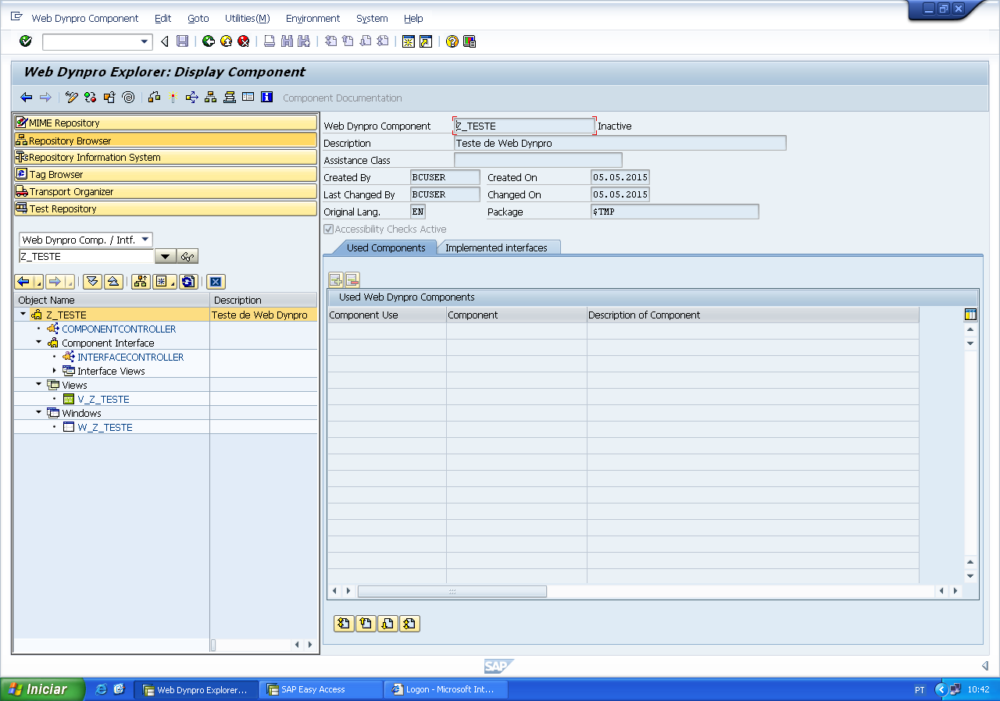 Web Dynpro Component Edit Goto Utilities(M) Environment System Help
Web Dynpro Explorer: Display Component
Component Documentation
MIME Repository
Repository Browser
Repository Information System
Tag Browser
Transport Organizer
Test Repository
Web Dynpro Comp. / Intf.
Z_TESTE
Object Name Description
Z_TESTE Teste de Web Dynpro
COMPONENTCONTROLLER
Component Interface
INTERFACECONTROLLER
Interface Views
Views
V_Z_TESTE
Windows
W_Z_TESTE
Web Dynpro Component Z_TESTE Inactive
Description Teste de Web Dynpro
Assistance Class
Created By BCUSER Created On 05.05.2015
Last Changed By BCUSER Changed On 05.05.2015
Original Lang. EN Package $TMP
Accessibility Checks Active
Used Components Implemented interfaces
Used Web Dynpro Components
Component Use Component Description of Component
SAP
Iniciar Web Dynpro Explorer... SAP Easy Access Logon - Microsoft Int... PT 10:42